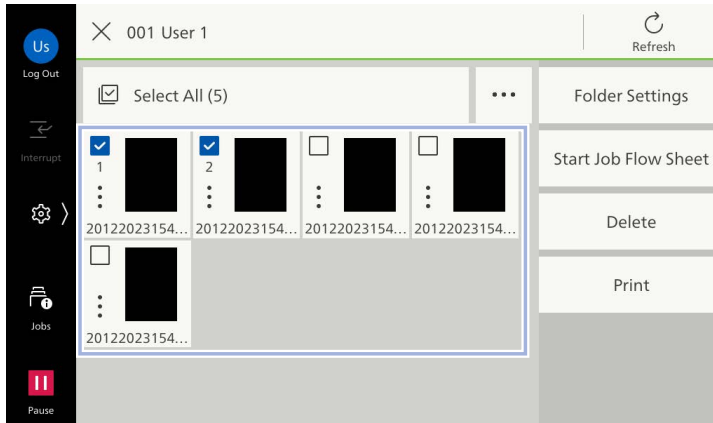 Us
Log Out
Interrupt
Jobs
Pause
001 User 1
Refresh
Select All (5)
Folder Settings
Start Job Flow Sheet
Delete
Print
1
2
20122023154...
20122023154...
20122023154...
20122023154...
20122023154...